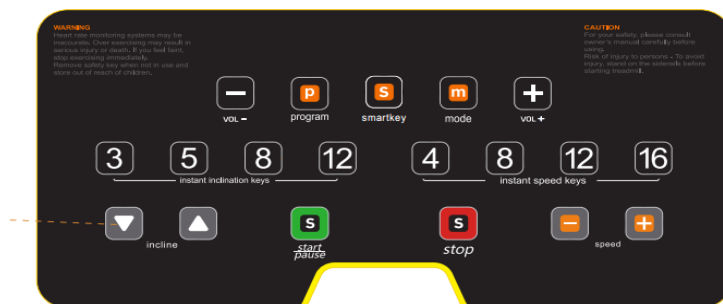 WARNING
Heart rate monitoring systems may be
inaccurate. Over exercising may result in
serious injury or death. If you feel faint,
stop exercising immediately.
Remove safety key when not in use and
store out of reach of children.
CAUTION
For your safety, please consult
owner's manual carefully before
using.
Risk of injury to persons - To avoid
injury, stand on the siderails before
starting treadmill.
p S m
VOL - program smartkey mode VOL +
3 5 8 12 4 8 12 16
instant inclination keys instant speed keys
S S
incline start stop speed
pause